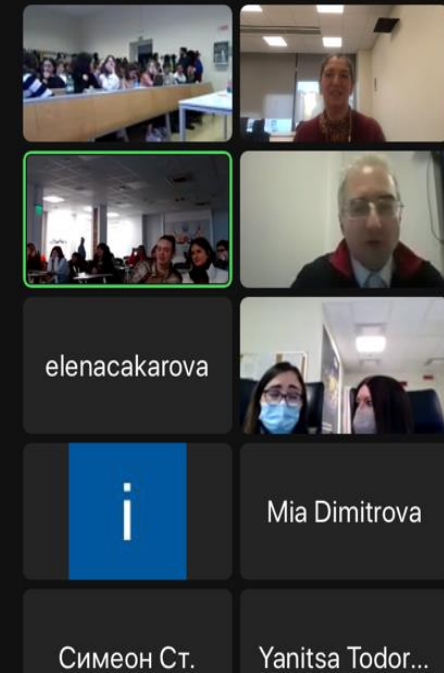 elenacakarova
i
Mia Dimitrova
Симеон Ст.
Yanitsa Todor...